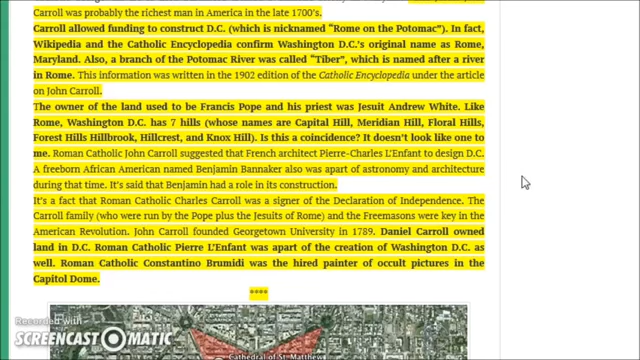 Carroll was probably the richest man in America in the late 1700's.
Carroll allowed funding to construct D.C. (which is nicknamed “Rome on the Potomac”). In fact,
Wikipedia and the Catholic Encyclopedia confirm Washington D.C.’s original name as Rome,
Maryland. Also, a branch of the Potomac River was called “Tiber”, which is named after a river
in Rome. This information was written in the 1902 edition of the Catholic Encyclopedia under the article
on John Carroll.
The owner of the land used to be Francis Pope and his priest was Jesuit Andrew White. Like
Rome, Washington D.C. has 7 hills (whose names are Capital Hill, Meridian Hill, Floral Hills,
Forest Hills Hillbrook, Hillcrest, and Knox Hill). Is this a coincidence? It doesn’t look like one to
me. Roman Catholic John Carroll suggested that French architect Pierre-Charles L’Enfant to design D.C.
A freeborn African American named Benjamin Bannaker also was apart of astronomy and architecture
during that time. It’s said that Benjamin had a role in its construction.
It’s a fact that Roman Catholic Charles Carroll was a signer of the Declaration of Independence. The
Carroll family (who were run by the Pope plus the Jesuits of Rome) and the Freemasons were key in the
American Revolution. John Carroll founded Georgetown University in 1789. Daniel Carroll owned
land in D.C. Roman Catholic Pierre L’Enfant was apart of the creation of Washington D.C. as
well. Roman Catholic Constantino Brumidi was the hired painter of occult pictures in the
Capitol Dome.
****
Cathedral of St. Matthew
Recorded with
SCREENCAST-O-MATIC